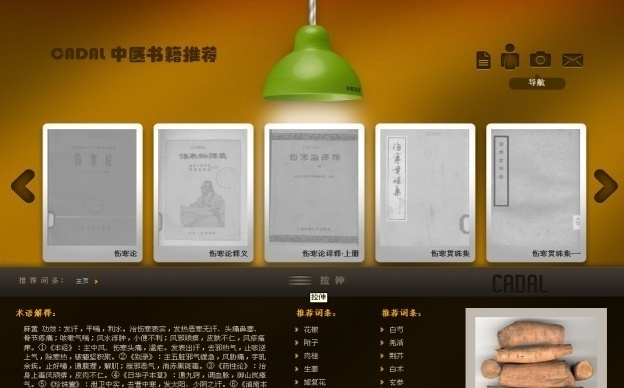 CADAL 中医书籍推荐
导航
伤寒论
伤寒论释义
伤寒论译释·上册
伤寒贯珠集
伤寒贯珠集一
推荐词条: 主页
拉伸
CADAL
拉伸
术语解释:
麻黄 功效: 发汗, 平喘, 利水。治伤寒表实, 发热恶寒无汗, 头痛鼻塞,
骨节疼痛; 咳嗽气喘; 风水浮肿, 小便不利; 风邪顽痹, 皮肤不仁, 风疹瘙
痒。①《本经》: 主中风、伤寒头痛, 温疟。发表出汗, 去邪热气, 止咳逆
上气, 除寒热, 破癥坚积聚。②《别录》: 主五脏邪气缓急, 风胁痛, 字乳
余疾。止好唾, 通腠理, 解肌; 泄邪恶气, 消赤黑斑毒。③《药性论》: 治
身上毒风顽痹, 皮肉不仁。④《日华子本草》: 通九窍, 调血脉, 御山岚瘴
气。⑤《珍珠囊》: 泄卫中实, 去营中寒, 发太阳、少阴之汗。⑥《滇南本
推荐词条:
花椒
附子
肉桂
生姜
旋复花
推荐词条:
白芍
羌活
荆芥
白术
玄参